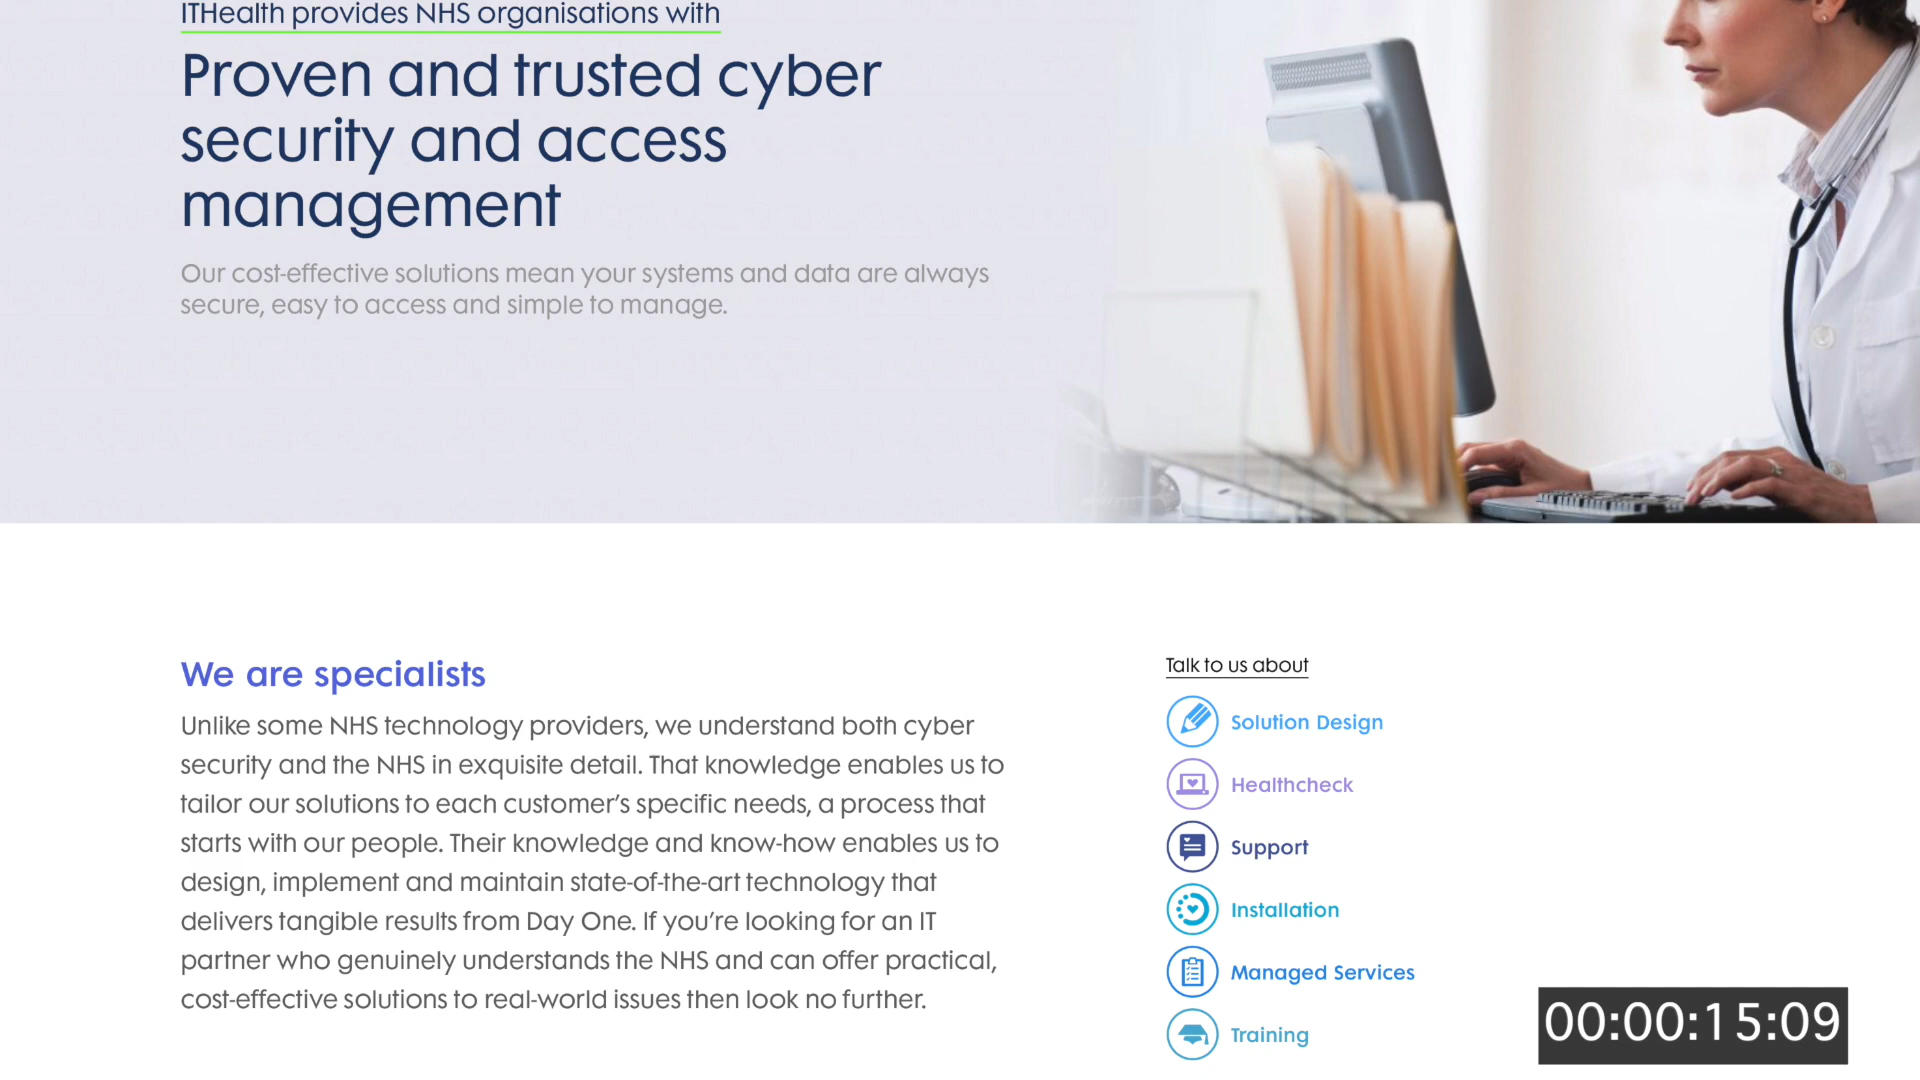 ITHealth provides NHS organisations with
Proven and trusted cyber
security and access
management
Our cost-effective solutions mean your systems and data are always
secure, easy to access and simple to manage.
We are specialists
Unlike some NHS technology providers, we understand both cyber
security and the NHS in exquisite detail. That knowledge enables us to
tailor our solutions to each customer’s specific needs, a process that
starts with our people. Their knowledge and know-how enables us to
design, implement and maintain state-of-the-art technology that
delivers tangible results from Day One. If you’re looking for an IT
partner who genuinely understands the NHS and can offer practical,
cost-effective solutions to real-world issues then look no further.
Talk to us about
Solution Design
Healthcheck
Support
Installation
Managed Services
Training
00:00:15:09